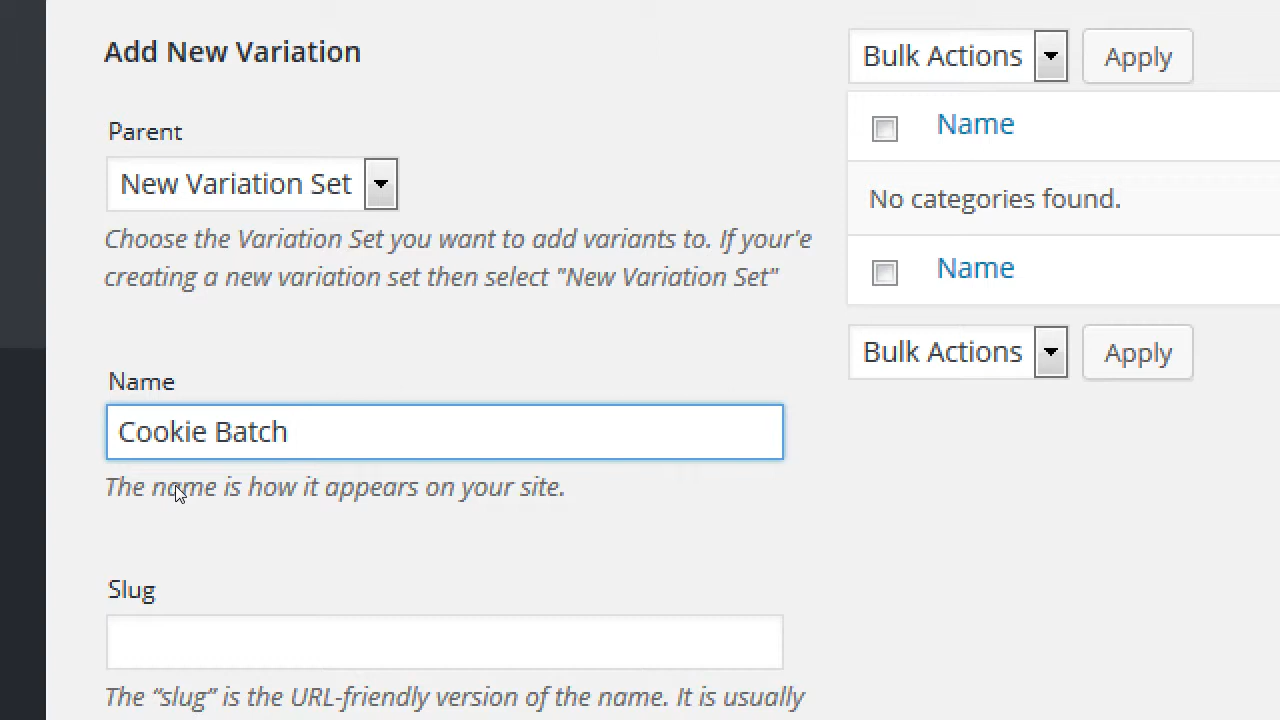 Add New Variation
Parent
New Variation Set
Choose the Variation Set you want to add variants to. If your'e
creating a new variation set then select "New Variation Set"
Name
Cookie Batch
The name is how it appears on your site.
Slug
The “slug” is the URL-friendly version of the name. It is usually
Bulk Actions
Apply
Name
No categories found.
Name
Bulk Actions
Apply